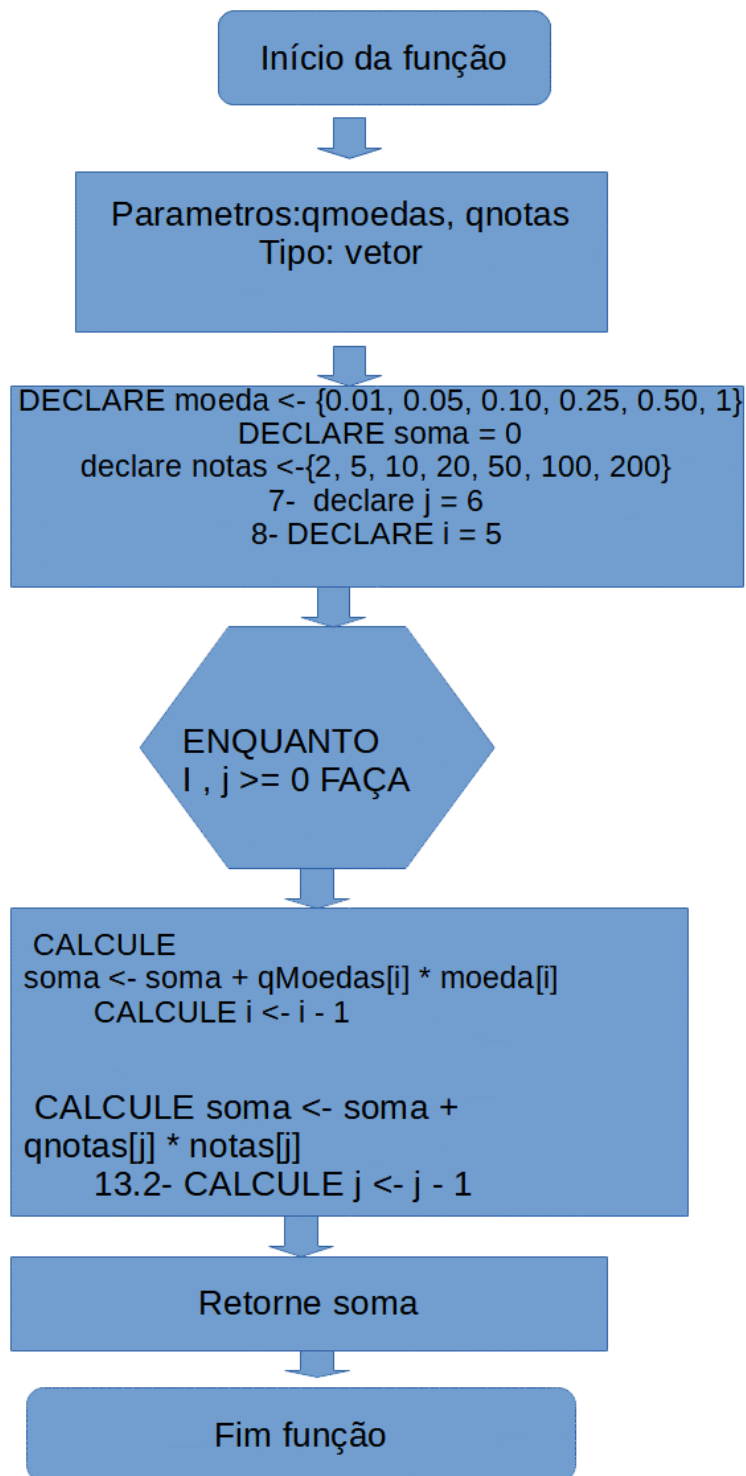 Início da função
Parametros:qmoedas, qnotas
Tipo: vetor
DECLARE moeda <- {0.01, 0.05, 0.10, 0.25, 0.50, 1}
DECLARE soma = 0
declare notas <-{2, 5, 10, 20, 50, 100, 200}
7- declare j = 6
8- DECLARE i = 5
ENQUANTO
I , j >= 0 FAÇA
CALCULE
soma <- soma + qMoedas[i] * moeda[i]
CALCULE i <- i - 1
CALCULE soma <- soma +
qnotas[j] * notas[j]
13.2- CALCULE j <- j - 1
Retorne soma
Fim função